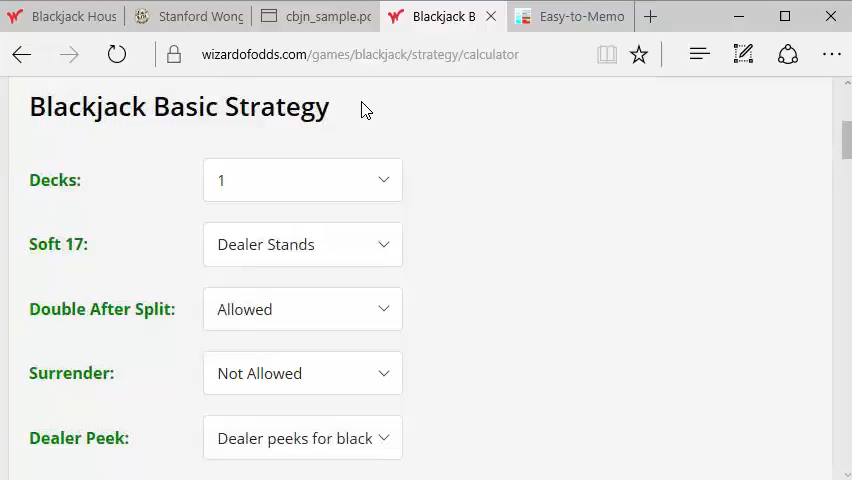 Blackjack Hous
Stanford Wong
cbjn_sample.pc
Blackjack B
Easy-to-Memo
wizardofodds.com/games/blackjack/strategy/calculator
Blackjack Basic Strategy
Decks:
1
Soft 17:
Dealer Stands
Double After Split:
Allowed
Surrender:
Not Allowed
Dealer Peek:
Dealer peeks for black